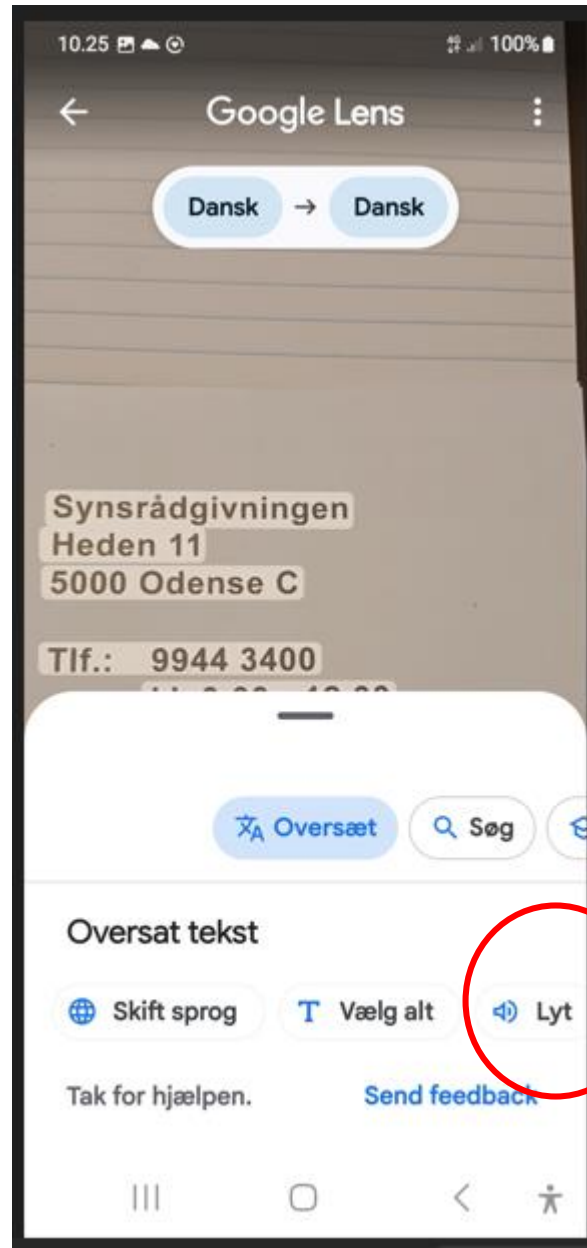 10.25 100%
Google Lens
Dansk → Dansk
Synsrådgivningen
Heden 11
5000 Odense C
Tlf.: 9944 3400
Oversæt Søg
Oversat tekst
Skift sprog Vælg alt Lyt
Tak for hjælpen. Send feedback